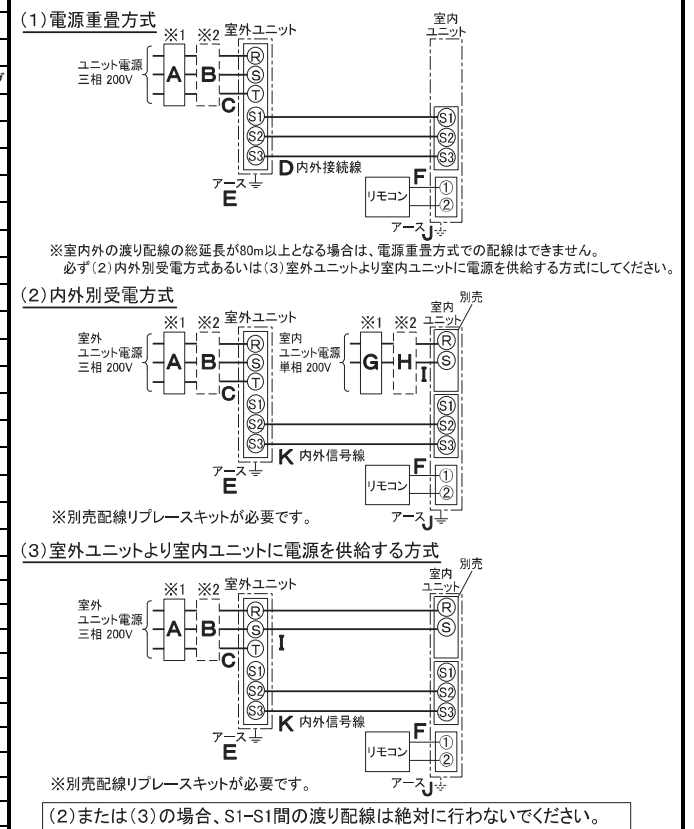 (1)電源重畳方式
※1 ※2 室外ユニット
室内
ユニット
ユニット電源
三相 200V
A B
R
S
T
C
S1 S1
S2 S2
S3 S3
D 内外接続線
アース
E
F
リモコン
①
②
アース J
※室内外の渡り配線の総延長が80m以上となる場合は、電源重畳方式での配線はできません。
必ず(2)内外別受電方式あるいは(3)室外ユニットより室内ユニットに電源を供給する方式にしてください。
(2)内外別受電方式
※1 ※2 室外ユニット
※1 ※2
室内
ユニット
別売
室外
ユニット電源
三相 200V
A B
R
S
T
C
室内
ユニット電源
単相 200V
G H
R
S
I
S1 S1
S2 S2
S3 S3
K 内外信号線
アース
E
F
リモコン
①
②
アース J
※別売配線リプレースキットが必要です。
(3)室外ユニットより室内ユニットに電源を供給する方式
※1 ※2 室外ユニット
室内
ユニット
別売
室外
ユニット電源
三相 200V
A B
R R
S S
T
I
C
S1 S1
S2 S2
S3 S3
K 内外信号線
アース
E
F
リモコン
①
②
アース J
※別売配線リプレースキットが必要です。
(2)または(3)の場合、S1-S1間の渡り配線は絶対に行わないでください。